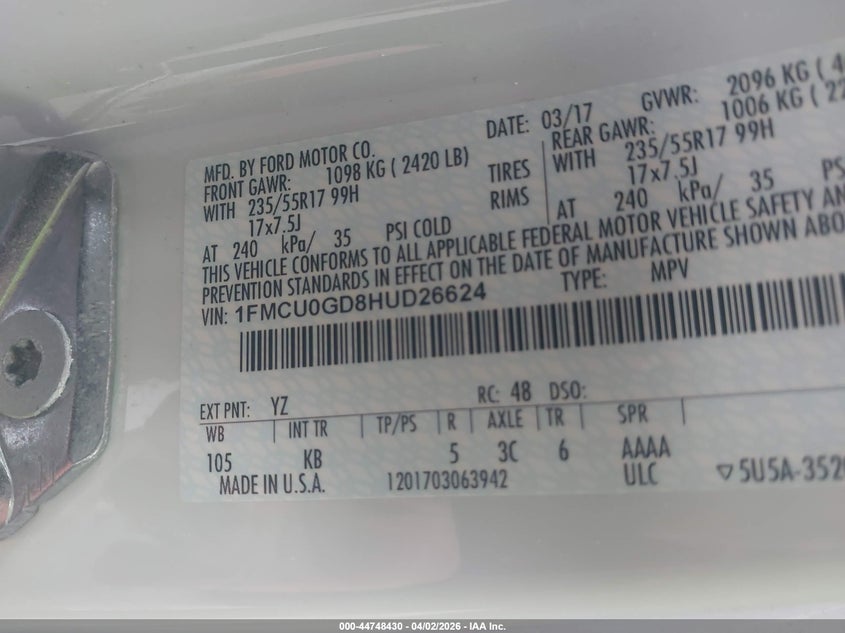 MFD. BY FORD MOTOR CO. DATE: 03/17 GVWR: 2096 KG (
FRONT GAWR: 1098 KG ( 2420 LB) REAR GAWR: 1006 KG (
WITH 235/55R17 99H TIRES WITH 235/55R17 99H
17x7.5J RIMS 17x7.5J
AT 240 kPa/ 35 PSI COLD AT 240 kPa/ 35
THIS VEHICLE CONFORMS TO ALL APPLICABLE FEDERAL MOTOR VEHICLE SAFETY
PREVENTION STANDARDS IN EFFECT ON THE DATE OF MANUFACTURE SHOWN
VIN: 1FMCU0GD8HUD26624 TYPE: MPV
EXT PNT: YZ RC: 48 DSO:
WB | INT TR | TP/PS | R | AXLE | TR | SPR |
105 KB 5 3C 6 AAAA
MADE IN U.S.A. 1201703063942 ULC ▽5U5A-
000-44748430 - 04/02/2026 - IAA Inc.